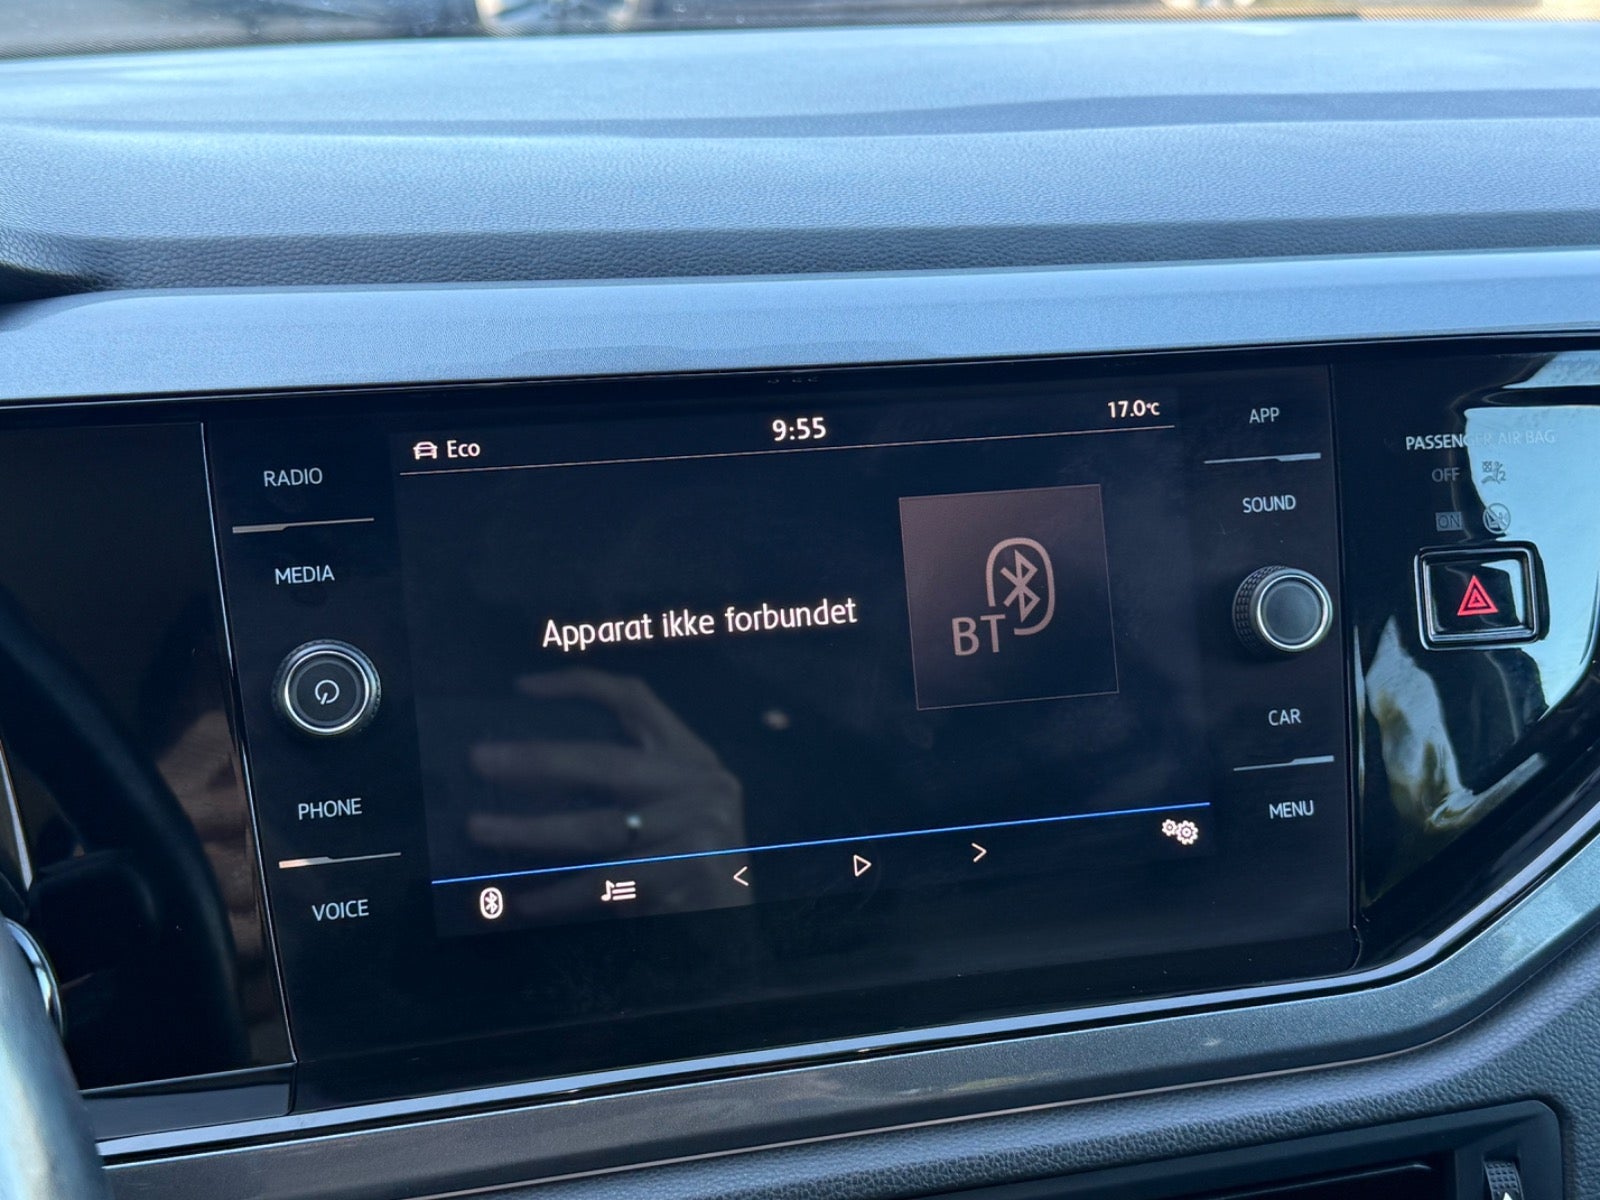 Eco
9:55
17.0°C
RADIO
MEDIA
PHONE
VOICE
Apparat ikke forbundet
BT
APP
SOUND
CAR
MENU
PASSENGER AIR BAG
OFF
ON